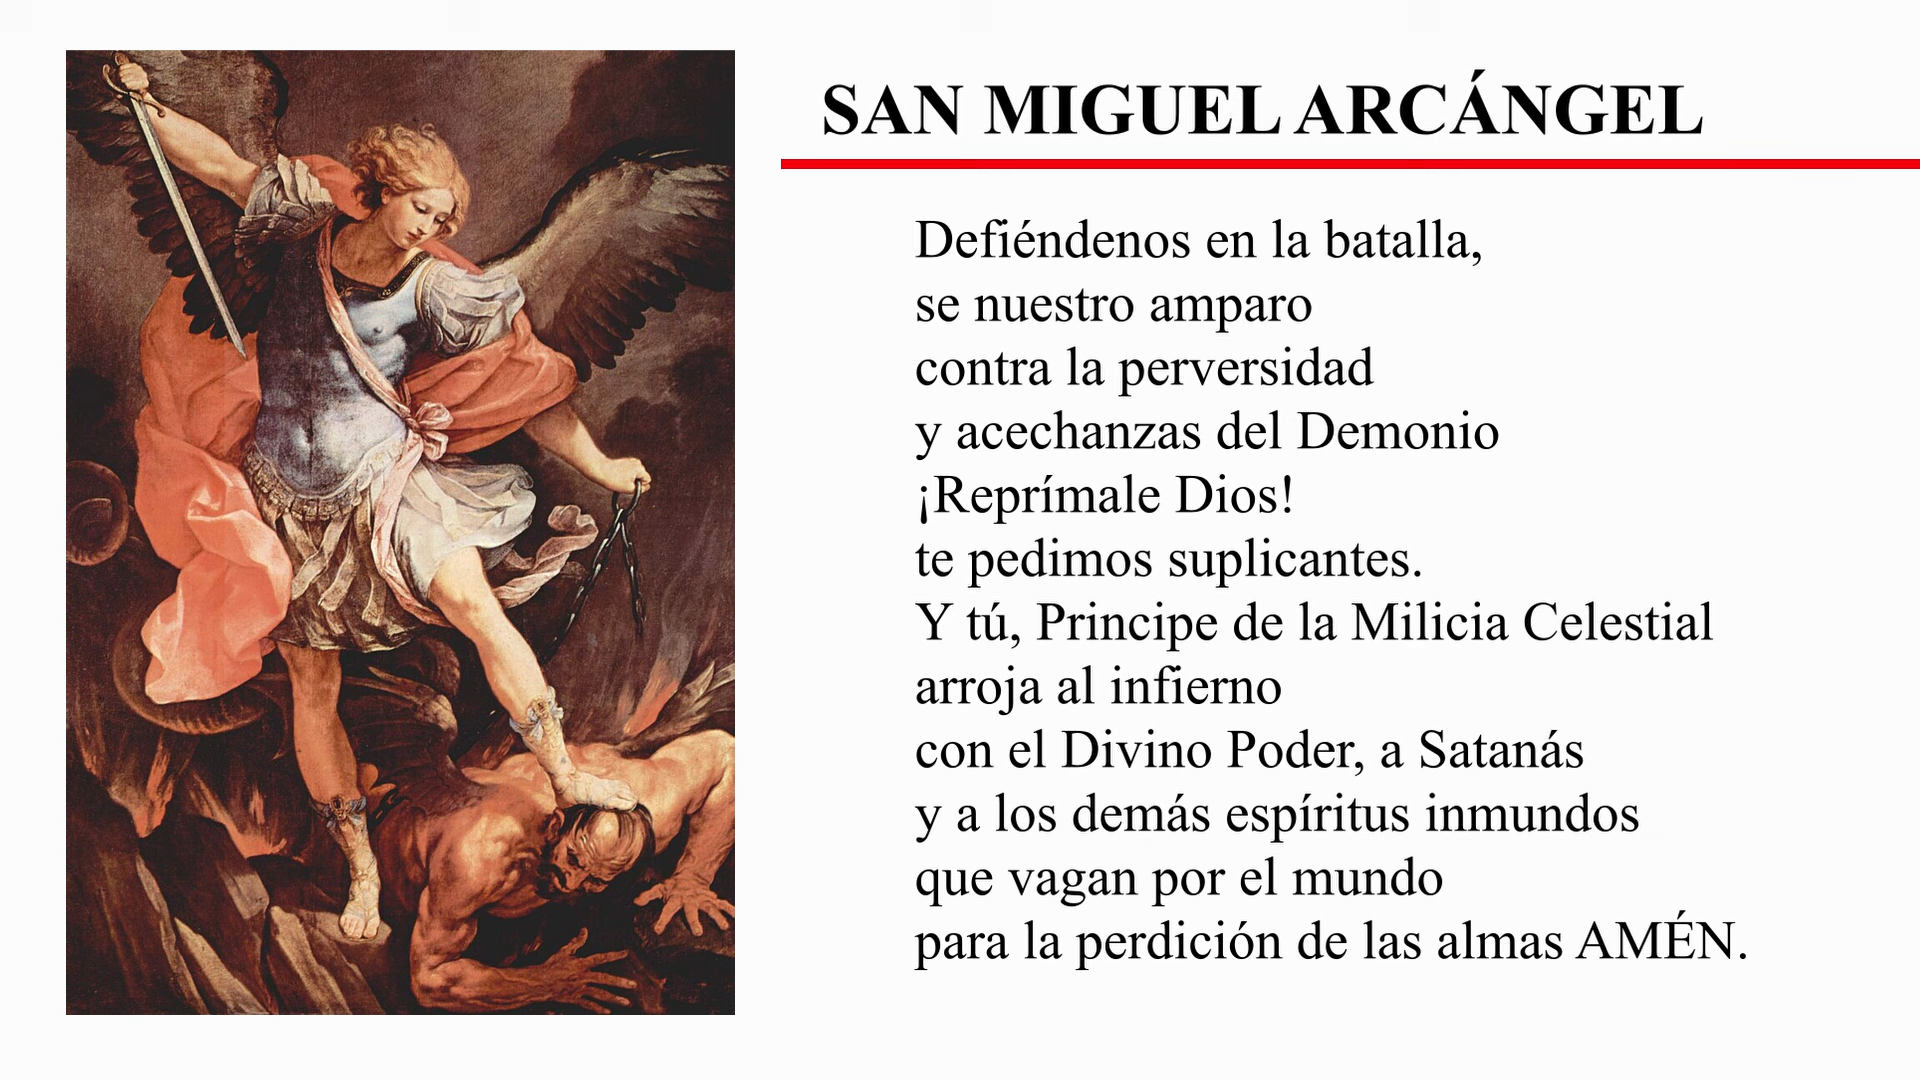 SAN MIGUEL ARCÁNGEL
Defiéndenos en la batalla,
se nuestro amparo
contra la perversidad
y acechanzas del Demonio
¡Reprímale Dios!
te pedimos suplicantes.
Y tú, Principe de la Milicia Celestial
arroja al infierno
con el Divino Poder, a Satanás
y a los demás espíritus inmundos
que vagan por el mundo
para la perdición de las almas AMÉN.